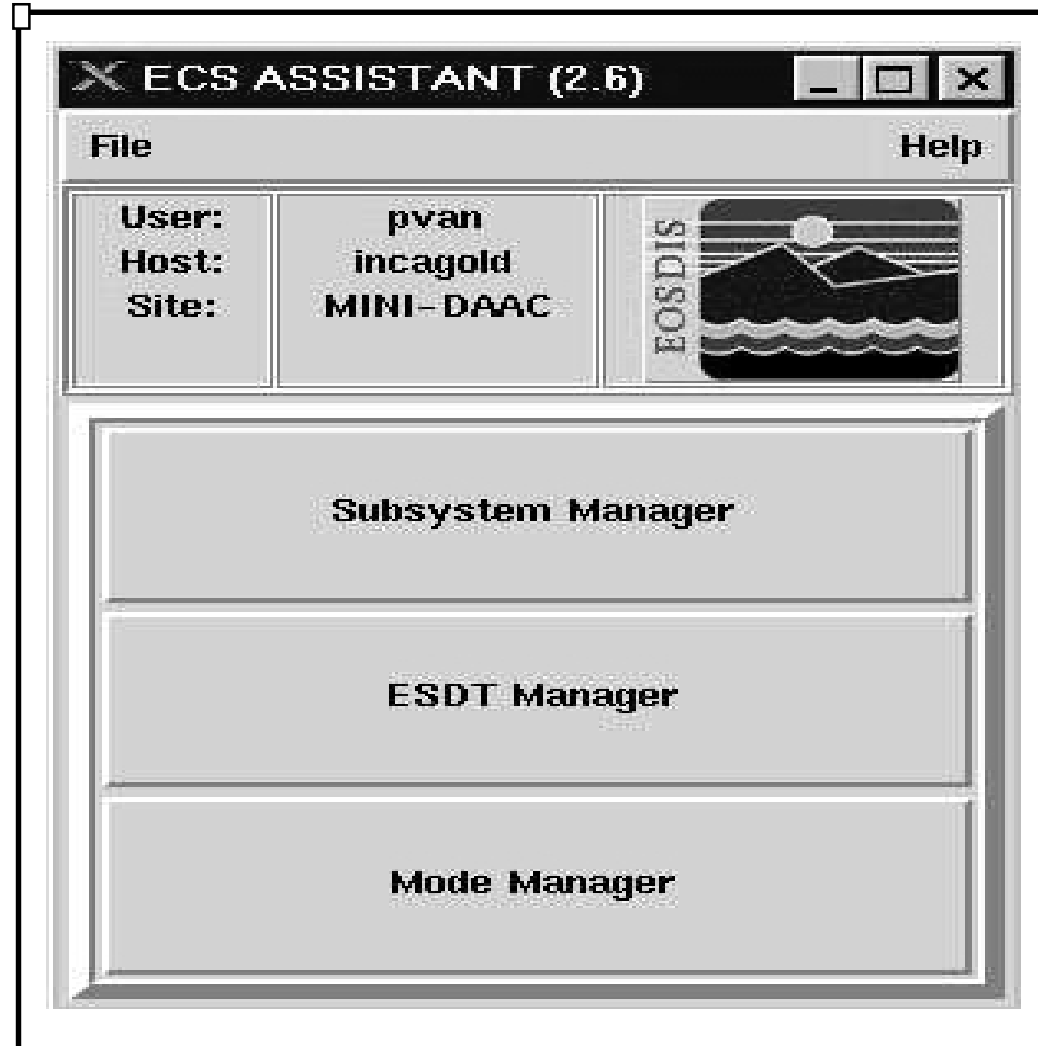 ECS ASSISTANT (2.6)
File Help
User: pvan
Host: incagold
Site: MINI-DAAC
EOSDIS
Subsystem Manager
ESDT Manager
Mode Manager